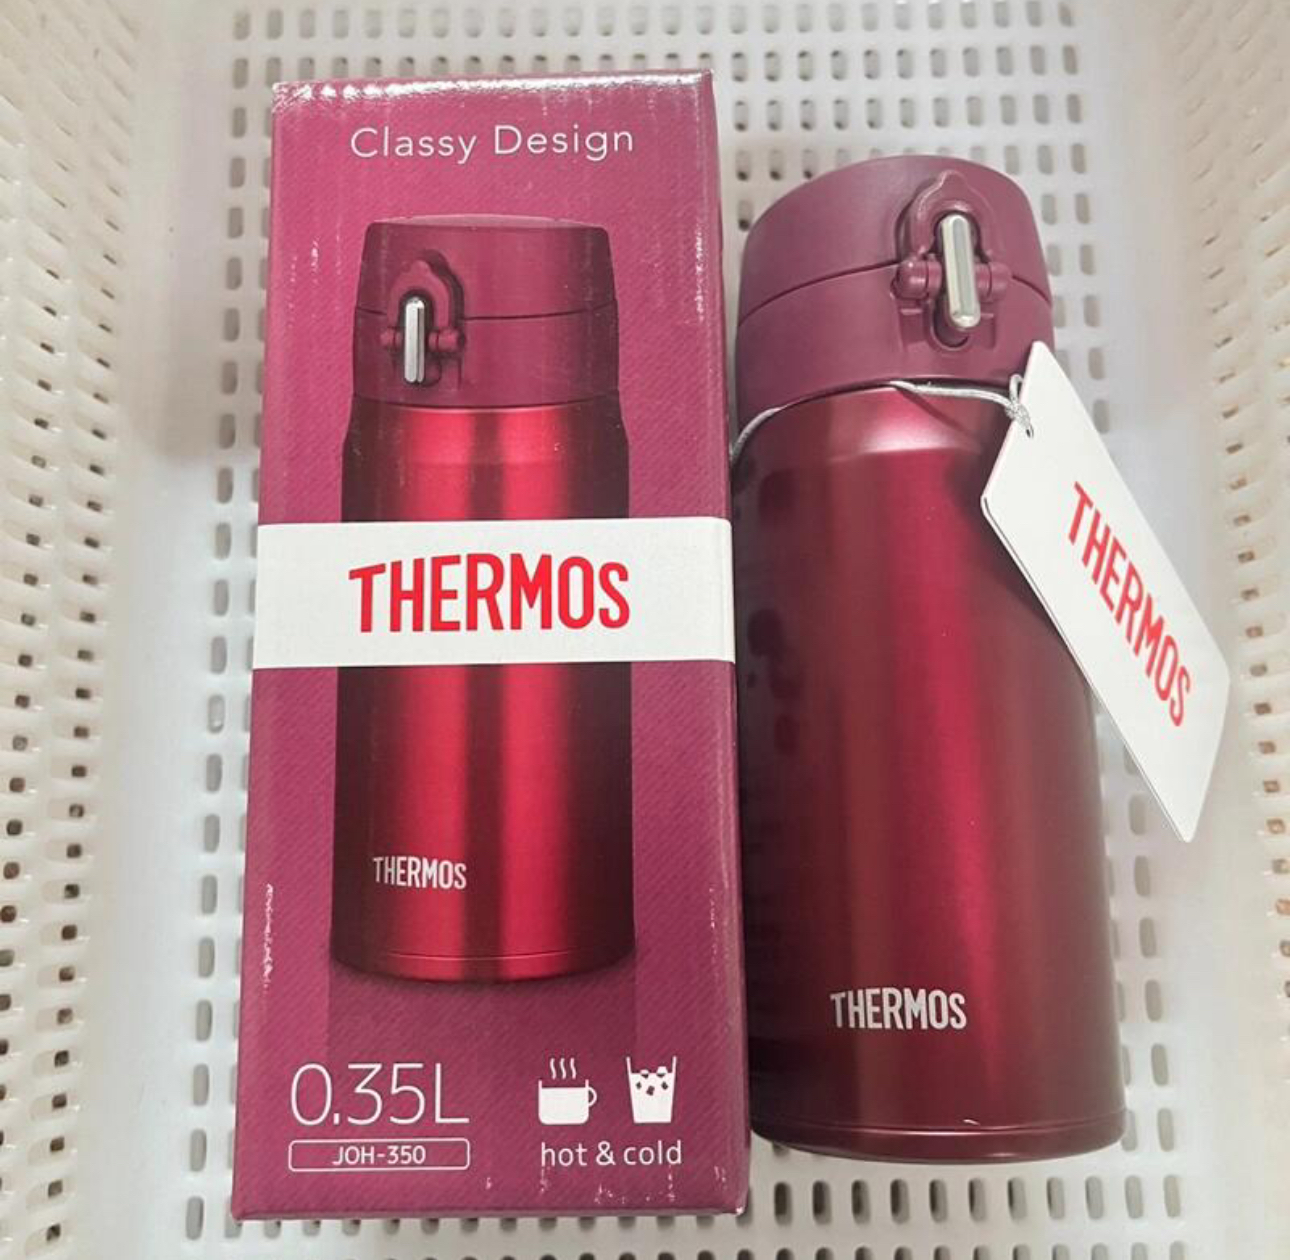 Classy Design
THERMOS
THERMOS
0.35L
JOH-350
hot & cold
THERMOS
THERMOS